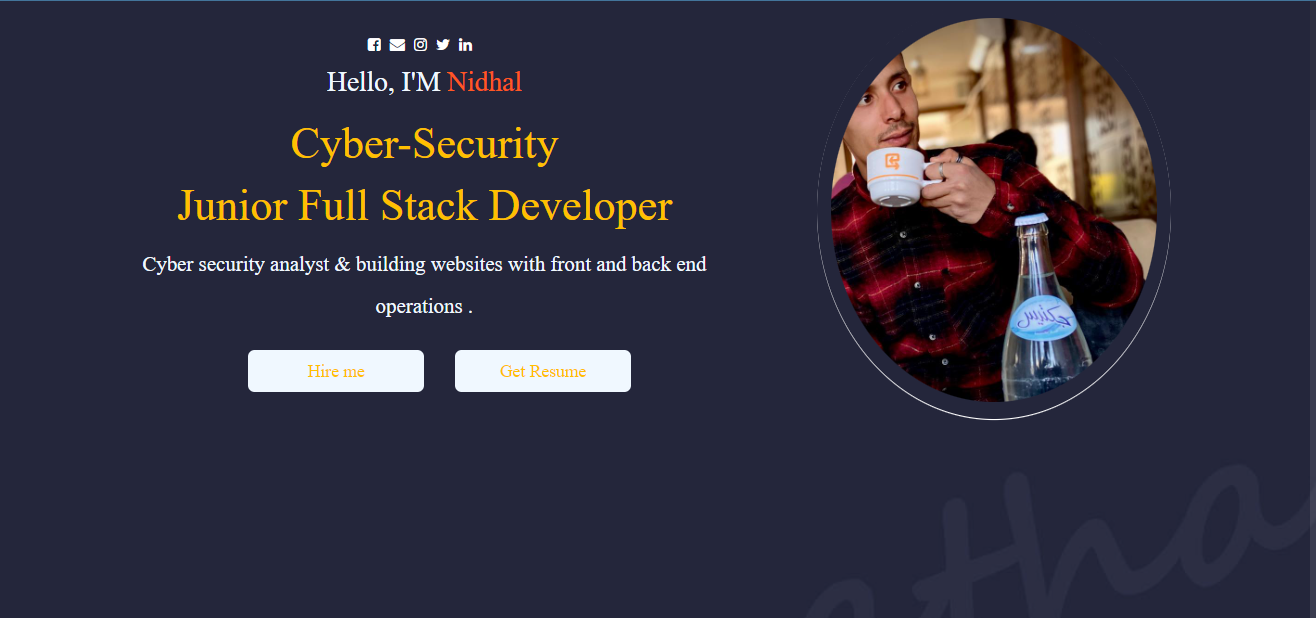 Hello, I'M Nidhal
Cyber-Security
Junior Full Stack Developer
Cyber security analyst & building websites with front and back end
operations .
Hire me
Get Resume